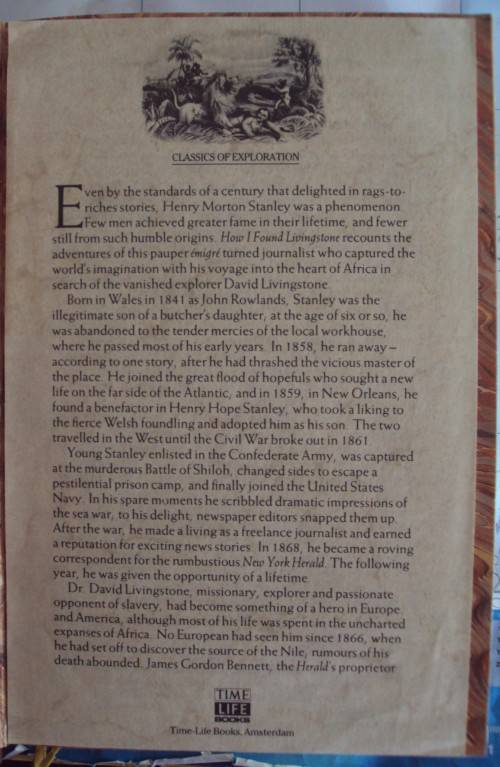 CLASSICS OF EXPLORATION
Even by the standards of a century that delighted in rags-to-
riches stories, Henry Morton Stanley was a phenomenon.
Few men achieved greater fame in their lifetime, and fewer
still from such humble origins. How I Found Livingstone recounts the
adventures of this pauper émigré turned journalist who captured the
world's imagination with his voyage into the heart of Africa in
search of the vanished explorer David Livingstone.
Born in Wales in 1841 as John Rowlands, Stanley was the
illegitimate son of a butcher's daughter; at the age of six or so, he
was abandoned to the tender mercies of the local workhouse,
where he passed most of his early years. In 1858, he ran away –
according to one story, after he had thrashed the vicious master of
the place. He joined the great flood of hopefuls who sought a new
life on the far side of the Atlantic, and in 1859, in New Orleans, he
found a benefactor in Henry Hope Stanley, who took a liking to
the fierce Welsh foundling and adopted him as his son. The two
travelled in the West until the Civil War broke out in 1861
Young Stanley enlisted in the Confederate Army, was captured
at the murderous Battle of Shiloh, changed sides to escape a
pestilential prison camp, and finally joined the United States
Navy. In his spare moments he scribbled dramatic impressions of
the sea war; to his delight, newspaper editors snapped them up.
After the war, he made a living as a freelance journalist and earned
a reputation for exciting news stories. In 1868, he became a roving
correspondent for the rumbustious New York Herald. The following
year, he was given the opportunity of a lifetime.
Dr. David Livingstone, missionary, explorer and passionate
opponent of slavery, had become something of a hero in Europe
and America, although most of his life was spent in the uncharted
expanses of Africa. No European had seen him since 1866, when
he had set off to discover the source of the Nile; rumours of his
death abounded. James Gordon Bennett, the Herald's proprietor
TIME
LIFE
BOOKS
Time-Life Books, Amsterdam